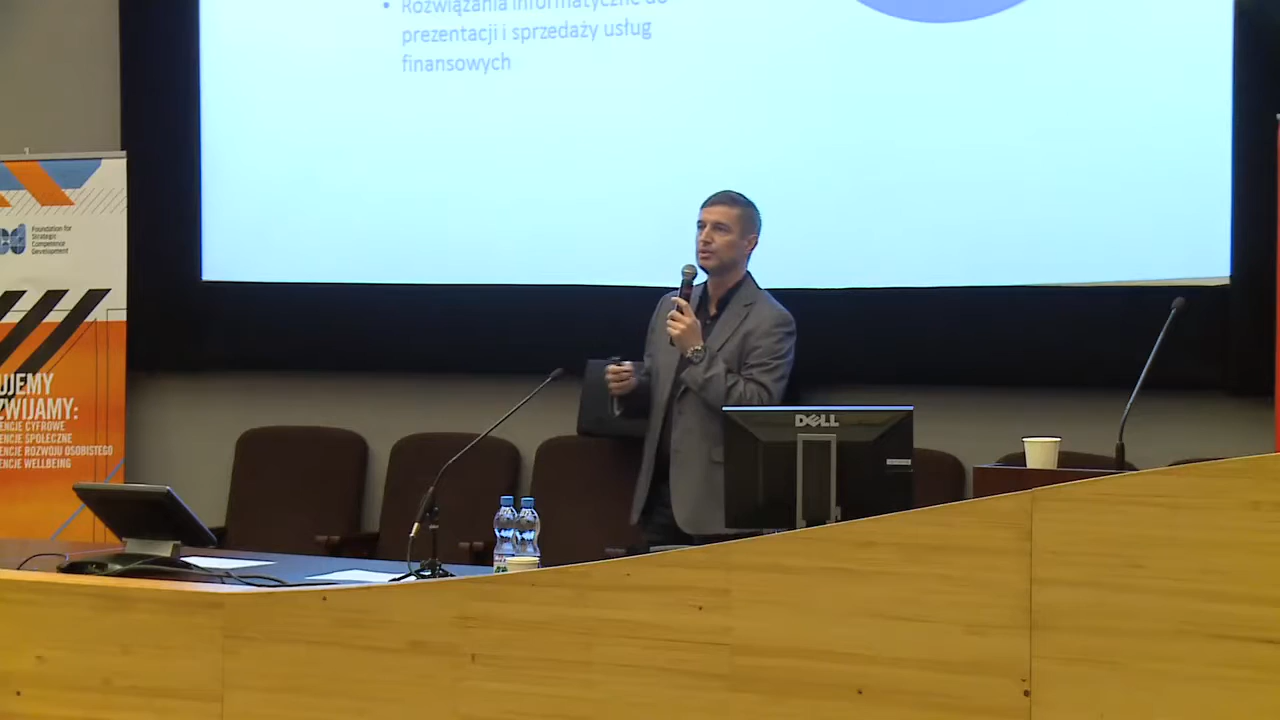 • Rozwiązania informatyczne do
prezentacji i sprzedaży usług
finansowych
Foundation for
Strategic
Competence
Development
UJEMY
ZWIJAMY:
ENCJE CYFROWE
ENCJE SPOŁECZNE
ENCJE ROZWOJU OSOBISTEGO
ENCJE WELLBEING
DELL